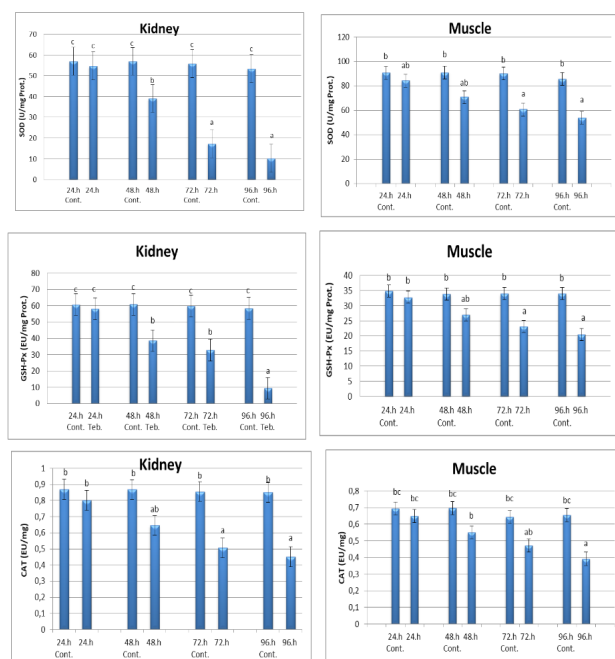 Kidney
SOD (U/mg Prot.)
70
60
50
40
30
20
10
0
c c c b c a c a
24.h 24.h 48.h 48.h 72.h 72.h 96.h 96.h
Cont. Cont. Cont. Cont.
Muscle
SOD (U/mg Prot.)
120
100
80
60
40
20
0
b ab b ab b a b a
24.h 24.h 48.h 48.h 72.h 72.h 96.h 96.h
Cont. Cont. Cont. Cont.
Kidney
GSH-Px (EU/mg Prot.)
80
70
60
50
40
30
20
10
0
c c c b c b c a
24.h 24.h 48.h 48.h 72.h 72.h 96.h 96.h
Cont. Teb. Cont. Teb. Cont. Teb. Cont. Teb.
Muscle
GSH-Px (EU/mg Prot.)
40
35
30
25
20
15
10
5
0
b b b ab b a b a
24.h 24.h 48.h 48.h 72.h 72.h 96.h 96.h
Cont. Cont. Cont. Cont.
Kidney
CAT (EU/mg)
1
0,9
0,8
0,7
0,6
0,5
0,4
0,3
0,2
0,1
0
b b b ab b a b a
24.h 24.h 48.h 48.h 72.h 72.h 96.h 96.h
Cont. Cont. Cont. Cont.
Muscle
CAT (EU/mg)
0,8
0,7
0,6
0,5
0,4
0,3
0,2
0,1
0
bc bc bc b bc ab bc a
24.h 24.h 48.h 48.h 72.h 72.h 96.h 96.h
Cont. Cont. Cont. Cont.